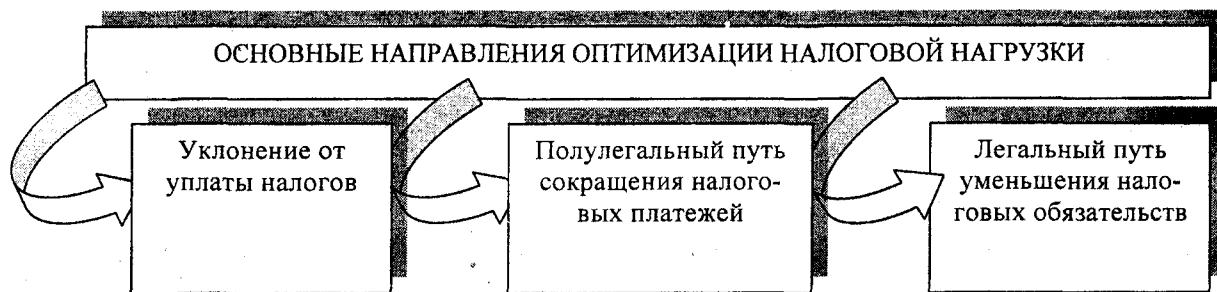 ОСНОВНЫЕ НАПРАВЛЕНИЯ ОПТИМИЗАЦИИ НАЛОГОВОЙ НАГРУЗКИ
Уклонение от
уплаты налогов
Полулегальный путь
сокращения налого-
вых платежей
Легальный путь
уменьшения нало-
говых обязательств